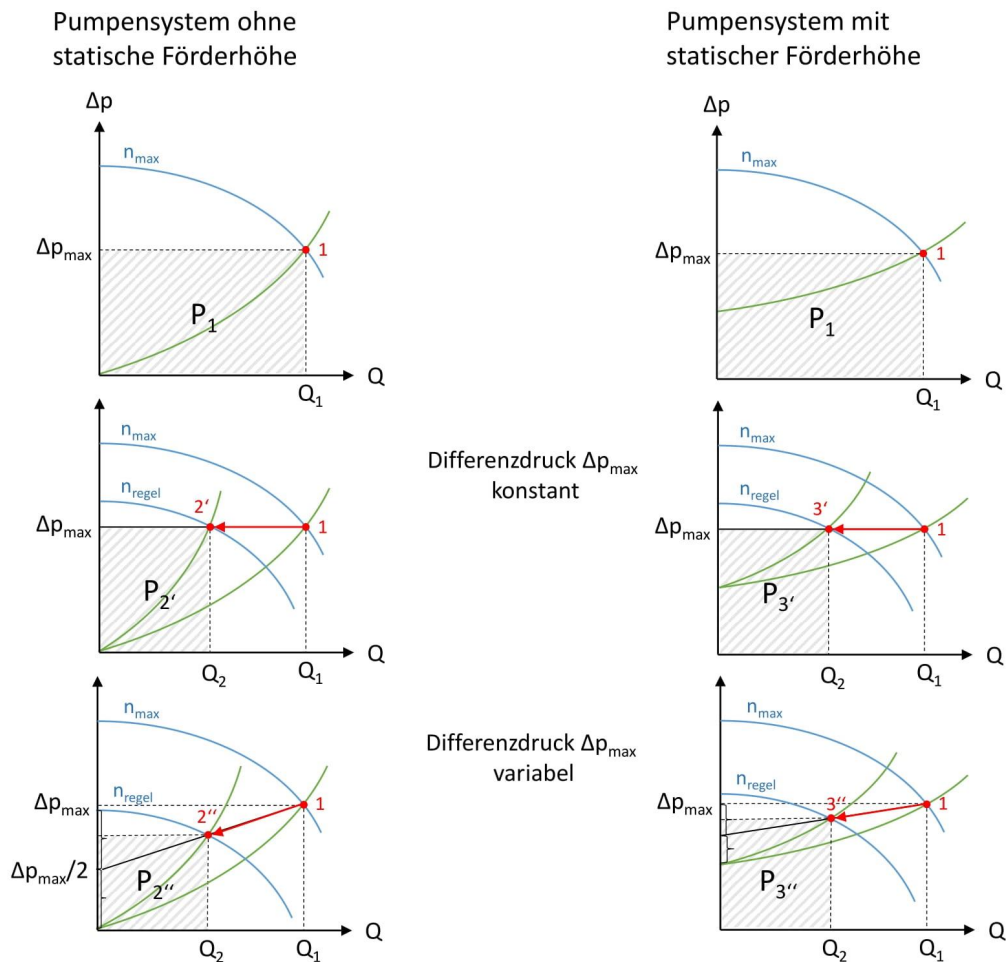 Pumpensystem ohne
statische Förderhöhe
Pumpensystem mit
statischer Förderhöhe
Δp
n_max
Δp_max
1
P_1
Q
Q_1
Δp
n_max
Δp_max
1
P_1
Q
Q_1
n_max
n_regel
2‘
Δp_max
1
P_2‘
Q
Q_2
Q_1
Differenzdruck Δp_max
konstant
n_max
n_regel
3‘
Δp_max
1
P_3‘
Q
Q_2
Q_1
n_max
Δp_max
n_regel
2‘‘
1
Δp_max/2
P_2‘‘
Q
Q_2
Q_1
Differenzdruck Δp_max
variabel
n_max
n_regel
Δp_max
3‘‘
1
P_3‘‘
Q
Q_2
Q_1